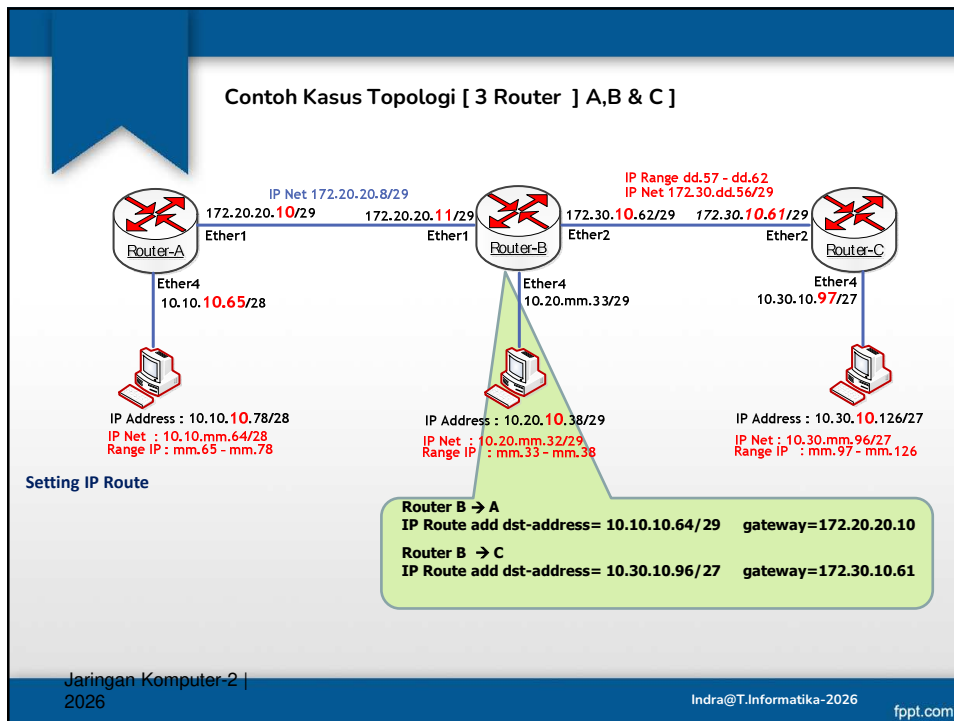 Contoh Kasus Topologi [ 3 Router ] A,B & C ]
IP Range dd.57 – dd.62
IP Net 172.20.20.8/29
IP Net 172.30.dd.56/29
172.20.20.10/29
172.20.20.11/29
172.30.10.62/29
172.30.10.61/29
Ether1
Ether1
Ether2
Ether2
Router-A
Router-B
Router-C
Ether4
10.10.10.65/28
Ether4
10.20.mm.33/29
Ether4
10.30.10.97/27
IP Address : 10.10.10.78/28
IP Net : 10.10.mm.64/28
Range IP : mm.65 – mm.78
IP Address : 10.20.10.38/29
IP Net : 10.20.mm.32/29
Range IP : mm.33 – mm.38
IP Address : 10.30.10.126/27
IP Net : 10.30.mm.96/27
Range IP : mm.97 – mm.126
Setting IP Route
Router B → A
IP Route add dst-address= 10.10.10.64/29 gateway=172.20.20.10
Router B → C
IP Route add dst-address= 10.30.10.96/27 gateway=172.30.10.61
Jaringan Komputer-2 |
2026
Indra@T.Informatika-2026
fppt.com